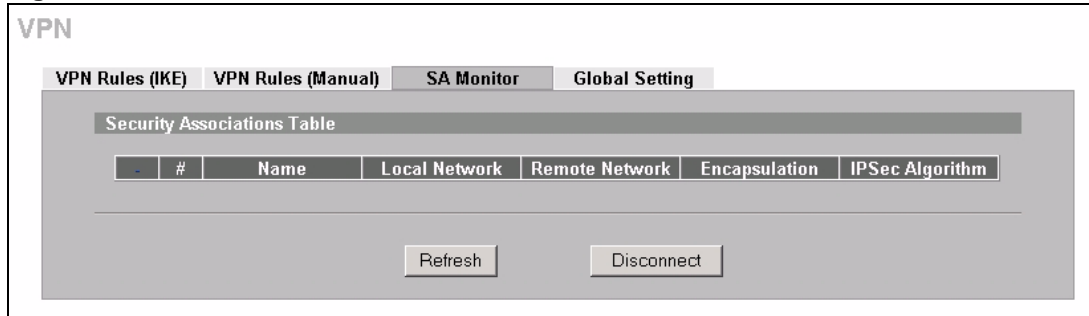 VPN
VPN Rules (IKE) VPN Rules (Manual) SA Monitor Global Setting
Security Associations Table
- # Name Local Network Remote Network Encapsulation IPSec Algorithm
Refresh Disconnect